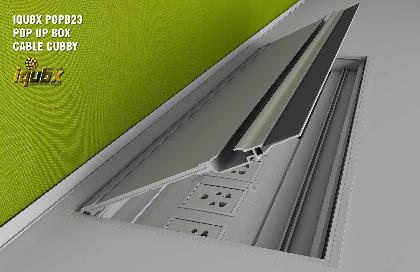 IQUBX POPB23
POP UP BOX
CABLE CUBBY
iqubx